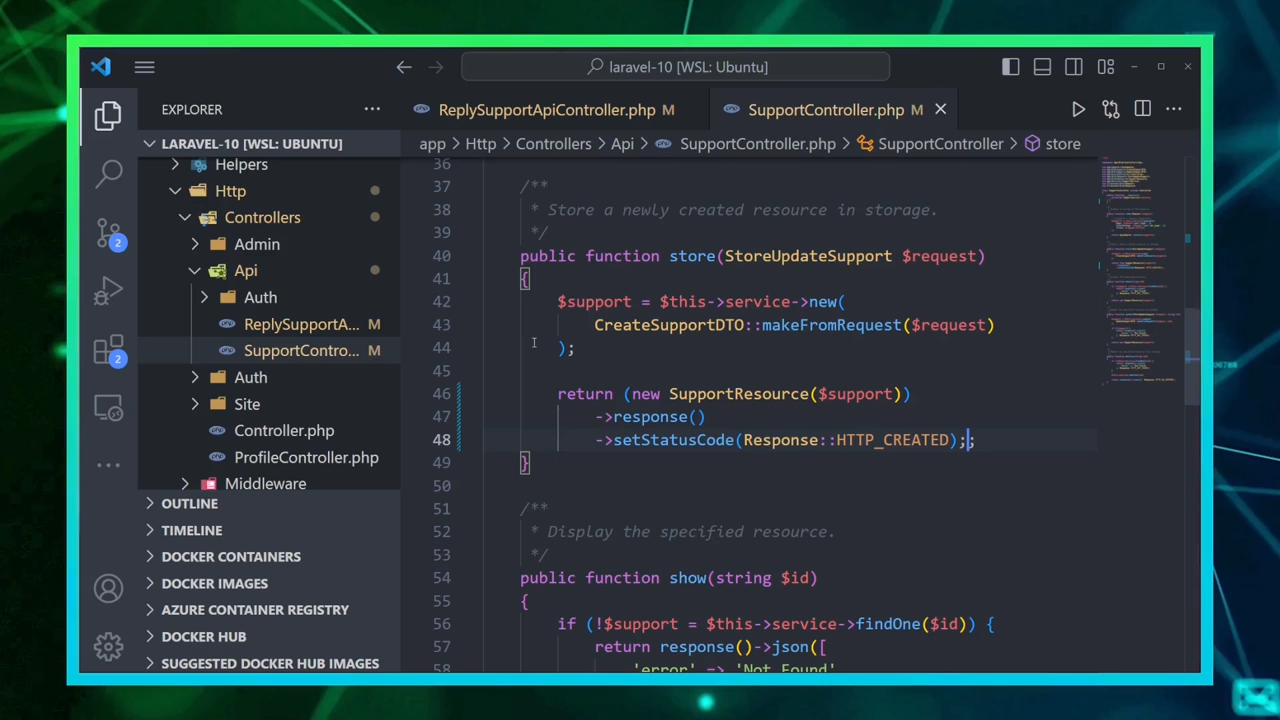 laravel-10 [WSL: Ubuntu]
EXPLORER
ReplySupportApiController.php M
SupportController.php M
LARAVEL-10 [WSL: UBUNTU]
app > Http > Controllers > Api > SupportController.php > SupportController > store
Helpers
Http
Controllers
Admin
Api
Auth
ReplySupportA... M
SupportContro... M
Auth
Site
Controller.php
ProfileController.php
Middleware
OUTLINE
TIMELINE
DOCKER CONTAINERS
DOCKER IMAGES
AZURE CONTAINER REGISTRY
DOCKER HUB
SUGGESTED DOCKER HUB IMAGES
2
2
36
37 /**
38 * Store a newly created resource in storage.
39 */
40 public function store(StoreUpdateSupport $request)
41 {
42 $support = $this->service->new(
43 CreateSupportDTO::makeFromRequest($request)
44 );
45
46 return (new SupportResource($support))
47 ->response()
48 ->setStatusCode(Response::HTTP_CREATED);;
49 }
50
51 /**
52 * Display the specified resource.
53 */
54 public function show(string $id)
55 {
56 if (!$support = $this->service->findOne($id)) {
57 return response()->json([
58 'error' => 'Not Found'